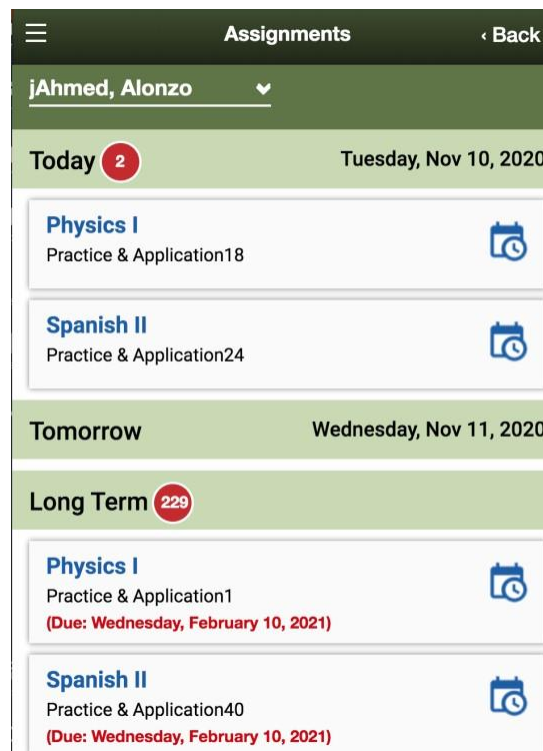 Assignments
‹ Back
jAhmed, Alonzo
Today 2
Tuesday, Nov 10, 2020
Physics I
Practice & Application18
Spanish II
Practice & Application24
Tomorrow
Wednesday, Nov 11, 2020
Long Term 229
Physics I
Practice & Application1
(Due: Wednesday, February 10, 2021)
Spanish II
Practice & Application40
(Due: Wednesday, February 10, 2021)